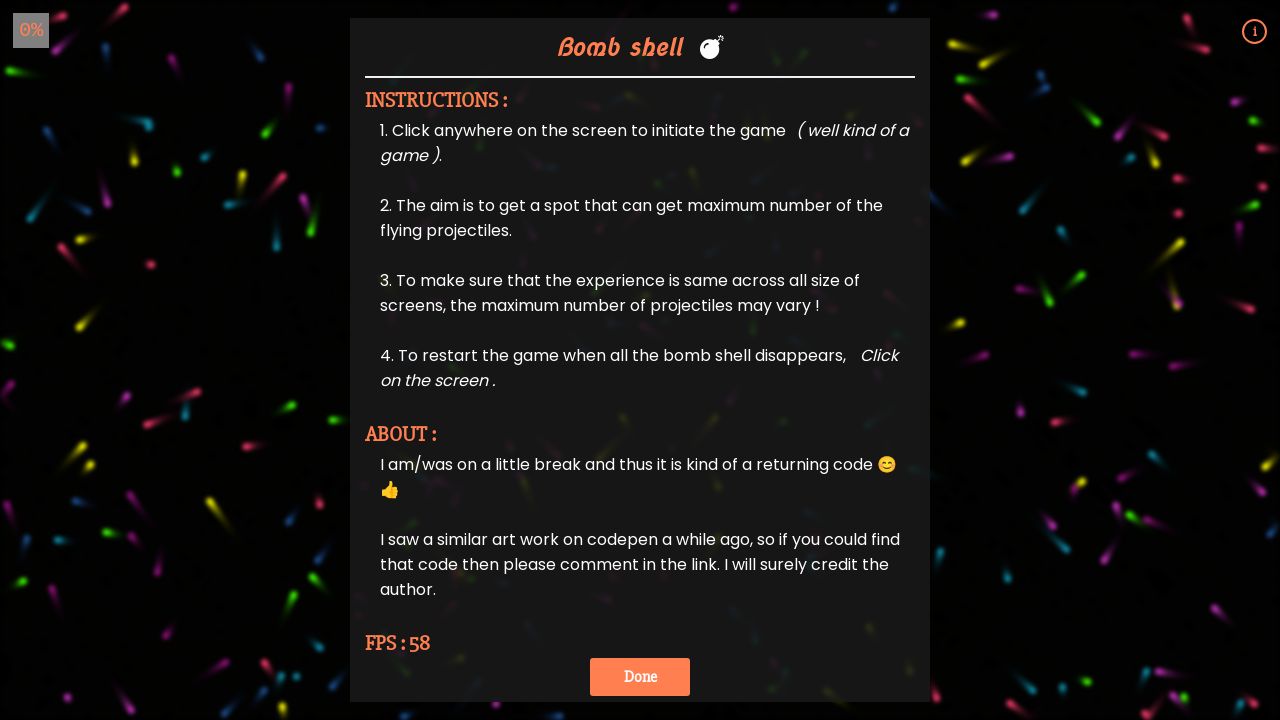 0%
i
Bomb shell 💣
INSTRUCTIONS :
1. Click anywhere on the screen to initiate the game ( well kind of a
game ).
2. The aim is to get a spot that can get maximum number of the
flying projectiles.
3. To make sure that the experience is same across all size of
screens, the maximum number of projectiles may vary !
4. To restart the game when all the bomb shell disappears, Click
on the screen .
ABOUT :
I am/was on a little break and thus it is kind of a returning code 😊
👍
I saw a similar art work on codepen a while ago, so if you could find
that code then please comment in the link. I will surely credit the
author.
FPS : 58
Done